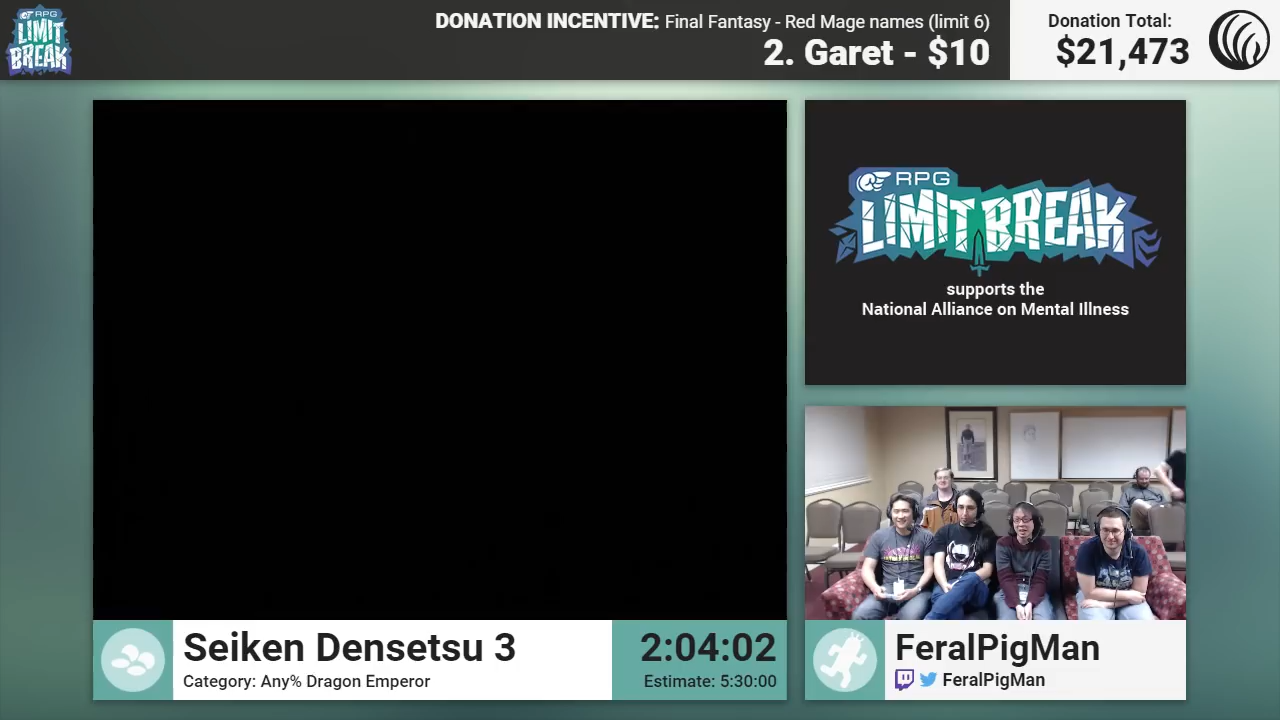 RPG
LIMIT
BREAK
DONATION INCENTIVE: Final Fantasy - Red Mage names (limit 6)
2. Garet - $10
Donation Total:
$21,473
RPG
LIMIT BREAK
supports the
National Alliance on Mental Illness
Seiken Densetsu 3
Category: Any% Dragon Emperor
2:04:02
Estimate: 5:30:00
FeralPigMan
FeralPigMan